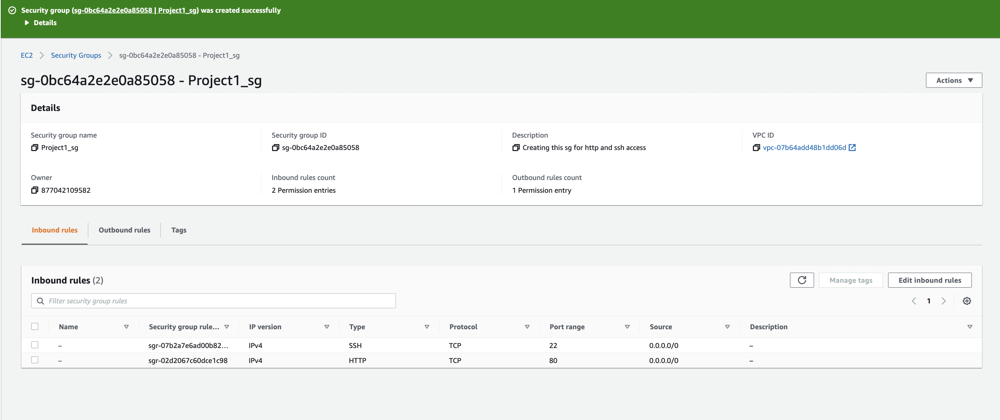 Security group (sg-0bc64a2e2e0a85058 | Project1_sg) was created successfully
Details
EC2 Security Groups sg-0bc64a2e2e0a85058 - Project1_sg
sg-0bc64a2e2e0a85058 - Project1_sg
Actions
Details
Security group name Security group ID Description VPC ID
Project1_sg sg-0bc64a2e2e0a85058 Creating this sg for http and ssh access vpc-07b64add48b1dd06d
Owner Inbound rules count Outbound rules count
877042109582 2 Permission entries 1 Permission entry
Inbound rules Outbound rules Tags
Inbound rules (2) Manage tags Edit inbound rules
Filter security group rules 1
Name Security group rule... IP version Type Protocol Port range Source Description
– sgr-07b2a7e6ad00b82... IPv4 SSH TCP 22 0.0.0.0/0 –
– sgr-02d2067c60dce1c98 IPv4 HTTP TCP 80 0.0.0.0/0 –